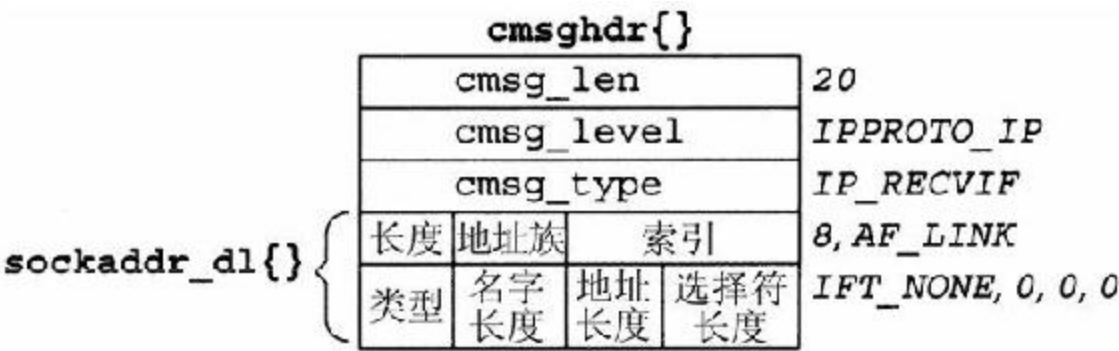 cmsghdr{}
cmsg_len 20
cmsg_level IPPROTO_IP
cmsg_type IP_RECVIF
sockaddr_dl{} 长度 地址族 索引 8, AF_LINK
类型 名字长度 地址长度 选择符长度 IFT_NONE, 0, 0, 0